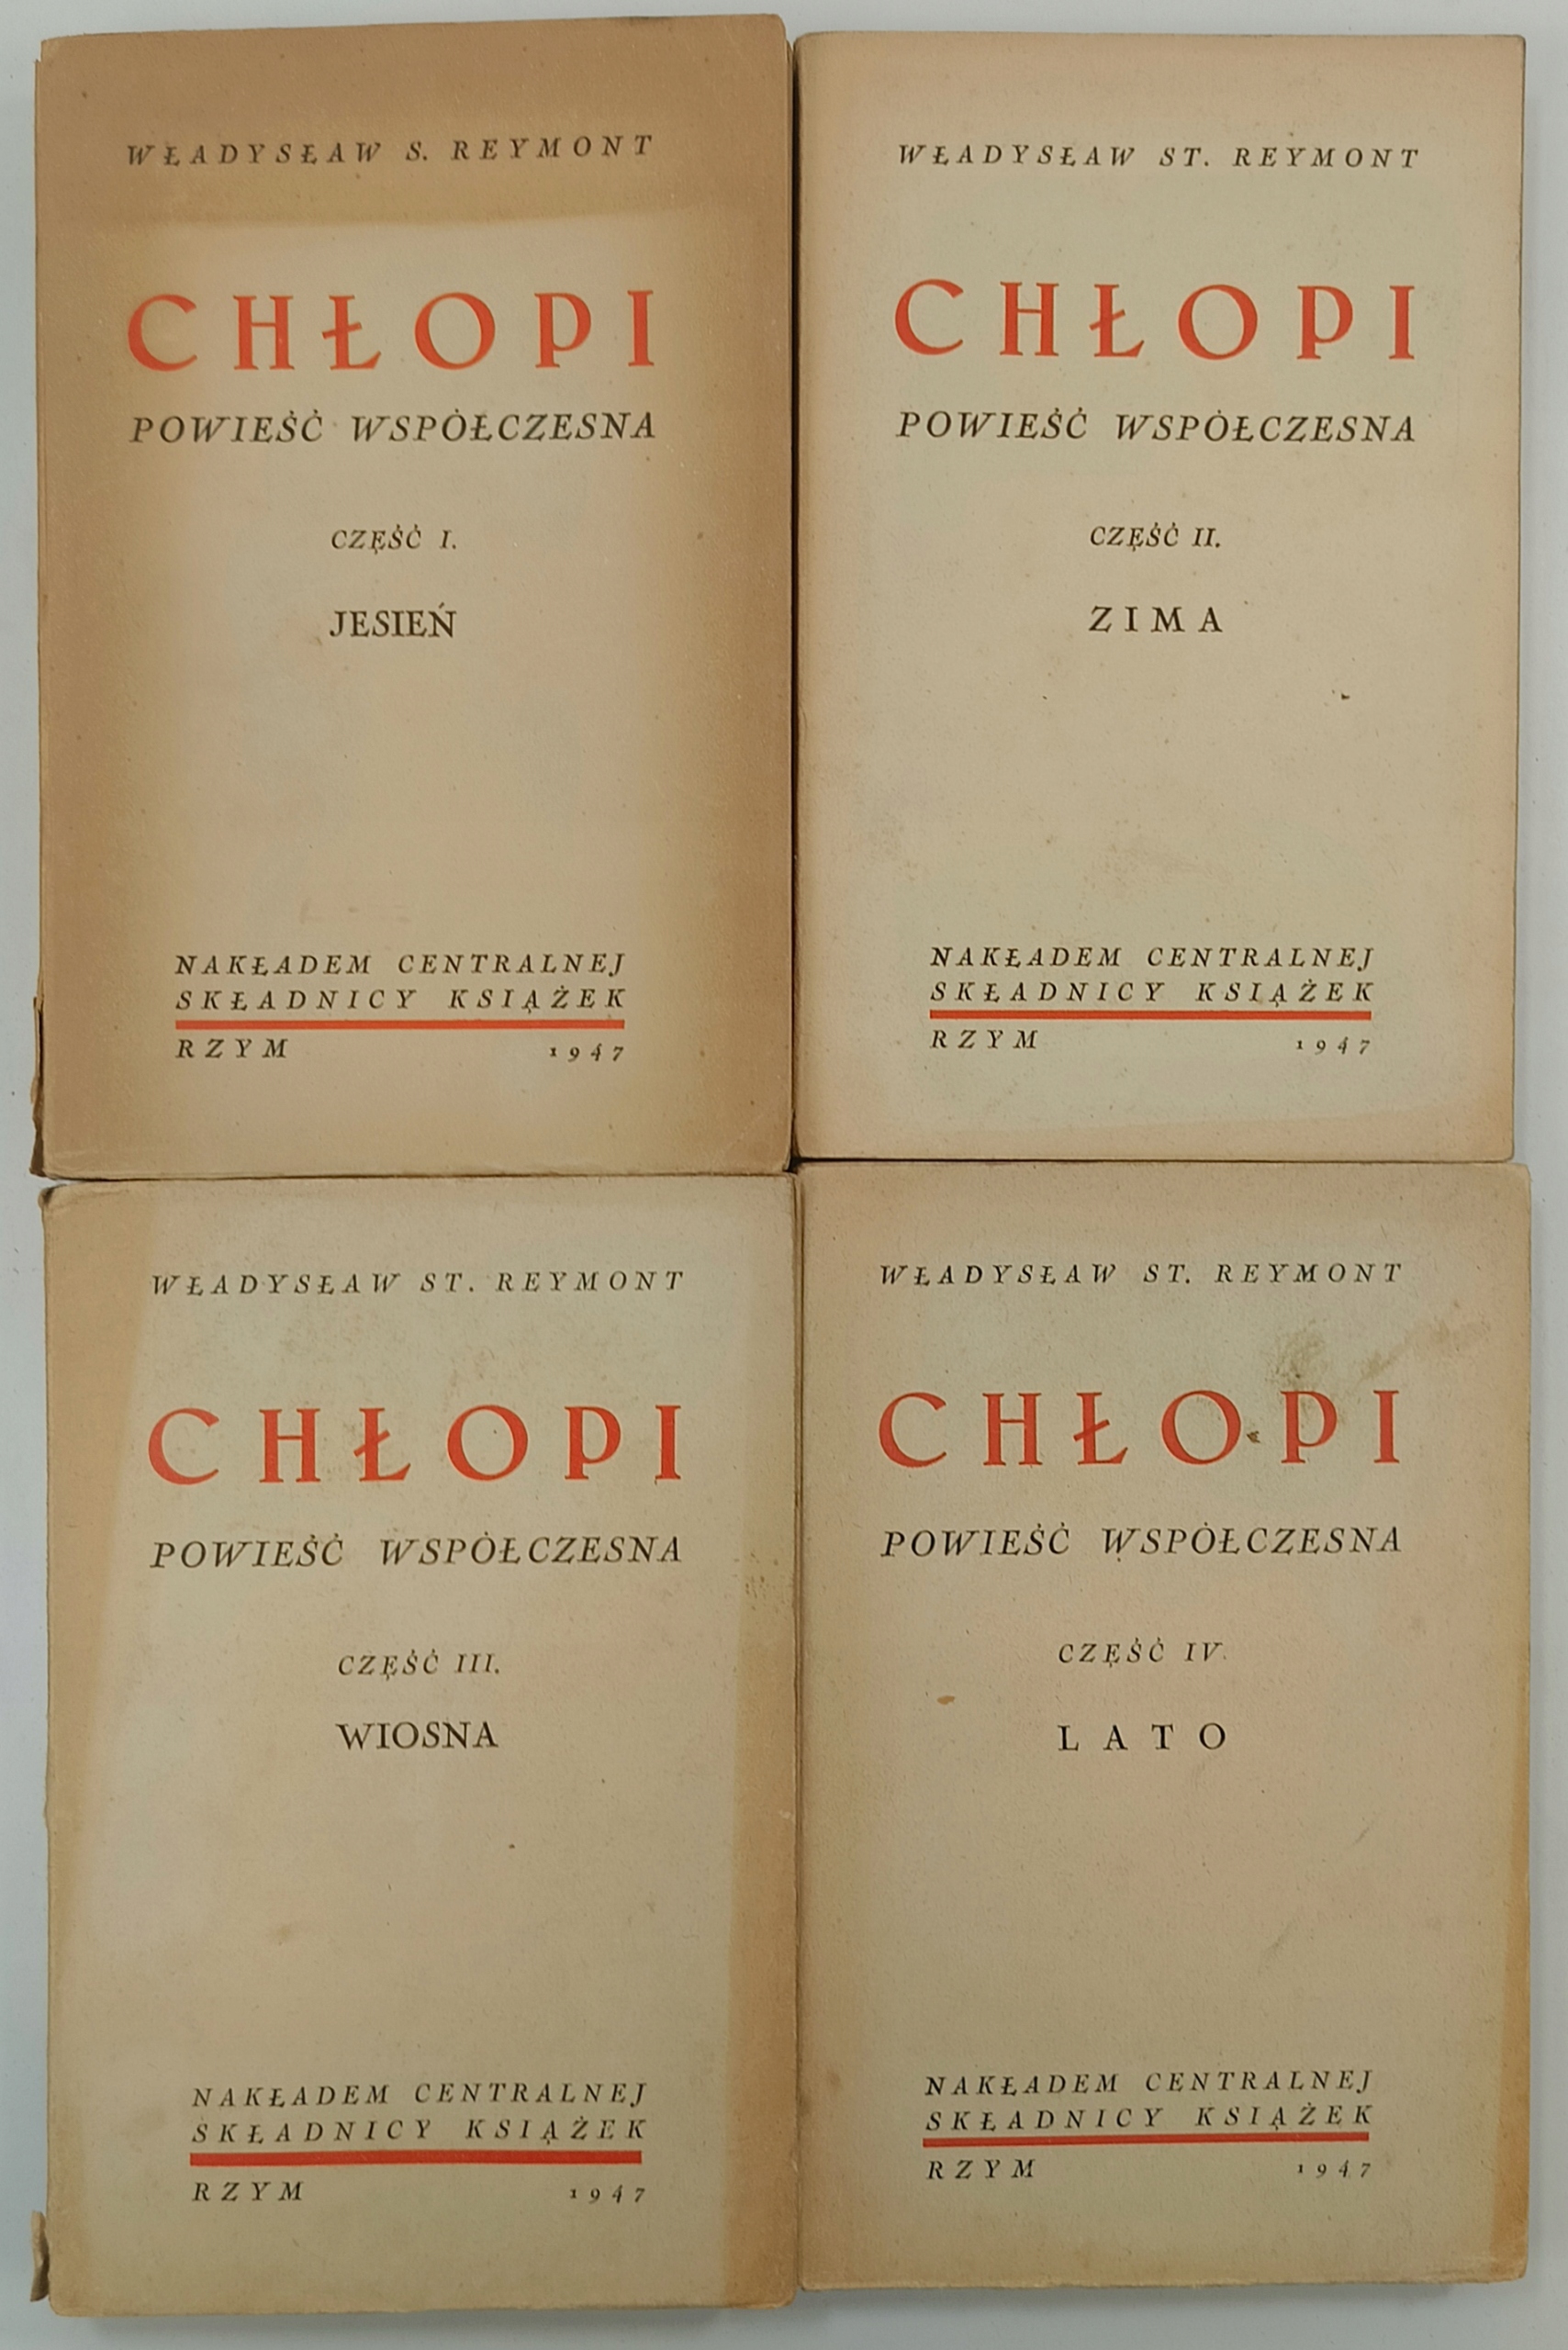 WŁADYSŁAW S. REYMONT
CHŁOPI
POWIEŚĆ WSPÓŁCZESNA
CZĘŚĆ I.
JESIEŃ
NAKŁADEM CENTRALNEJ
SKŁADNICY KSIĄŻEK
RZYM 1947
WŁADYSŁAW ST. REYMONT
CHŁOPI
POWIEŚĆ WSPÓŁCZESNA
CZĘŚĆ II.
ZIMA
NAKŁADEM CENTRALNEJ
SKŁADNICY KSIĄŻEK
RZYM 1947
WŁADYSŁAW ST. REYMONT
CHŁOPI
POWIEŚĆ WSPÓŁCZESNA
CZĘŚĆ III.
WIOSNA
NAKŁADEM CENTRALNEJ
SKŁADNICY KSIĄŻEK
RZYM 1947
WŁADYSŁAW ST. REYMONT
CHŁOPI
POWIEŚĆ WSPÓŁCZESNA
CZĘŚĆ IV.
LATO
NAKŁADEM CENTRALNEJ
SKŁADNICY KSIĄŻEK
RZYM 1947